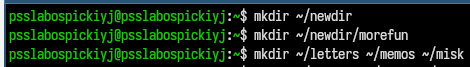 psslabospickiyj@psslabospickiyj:~$ mkdir ~/newdir
psslabospickiyj@psslabospickiyj:~$ mkdir ~/newdir/morefun
psslabospickiyj@psslabospickiyj:~$ mkdir ~/letters ~/memos ~/misk